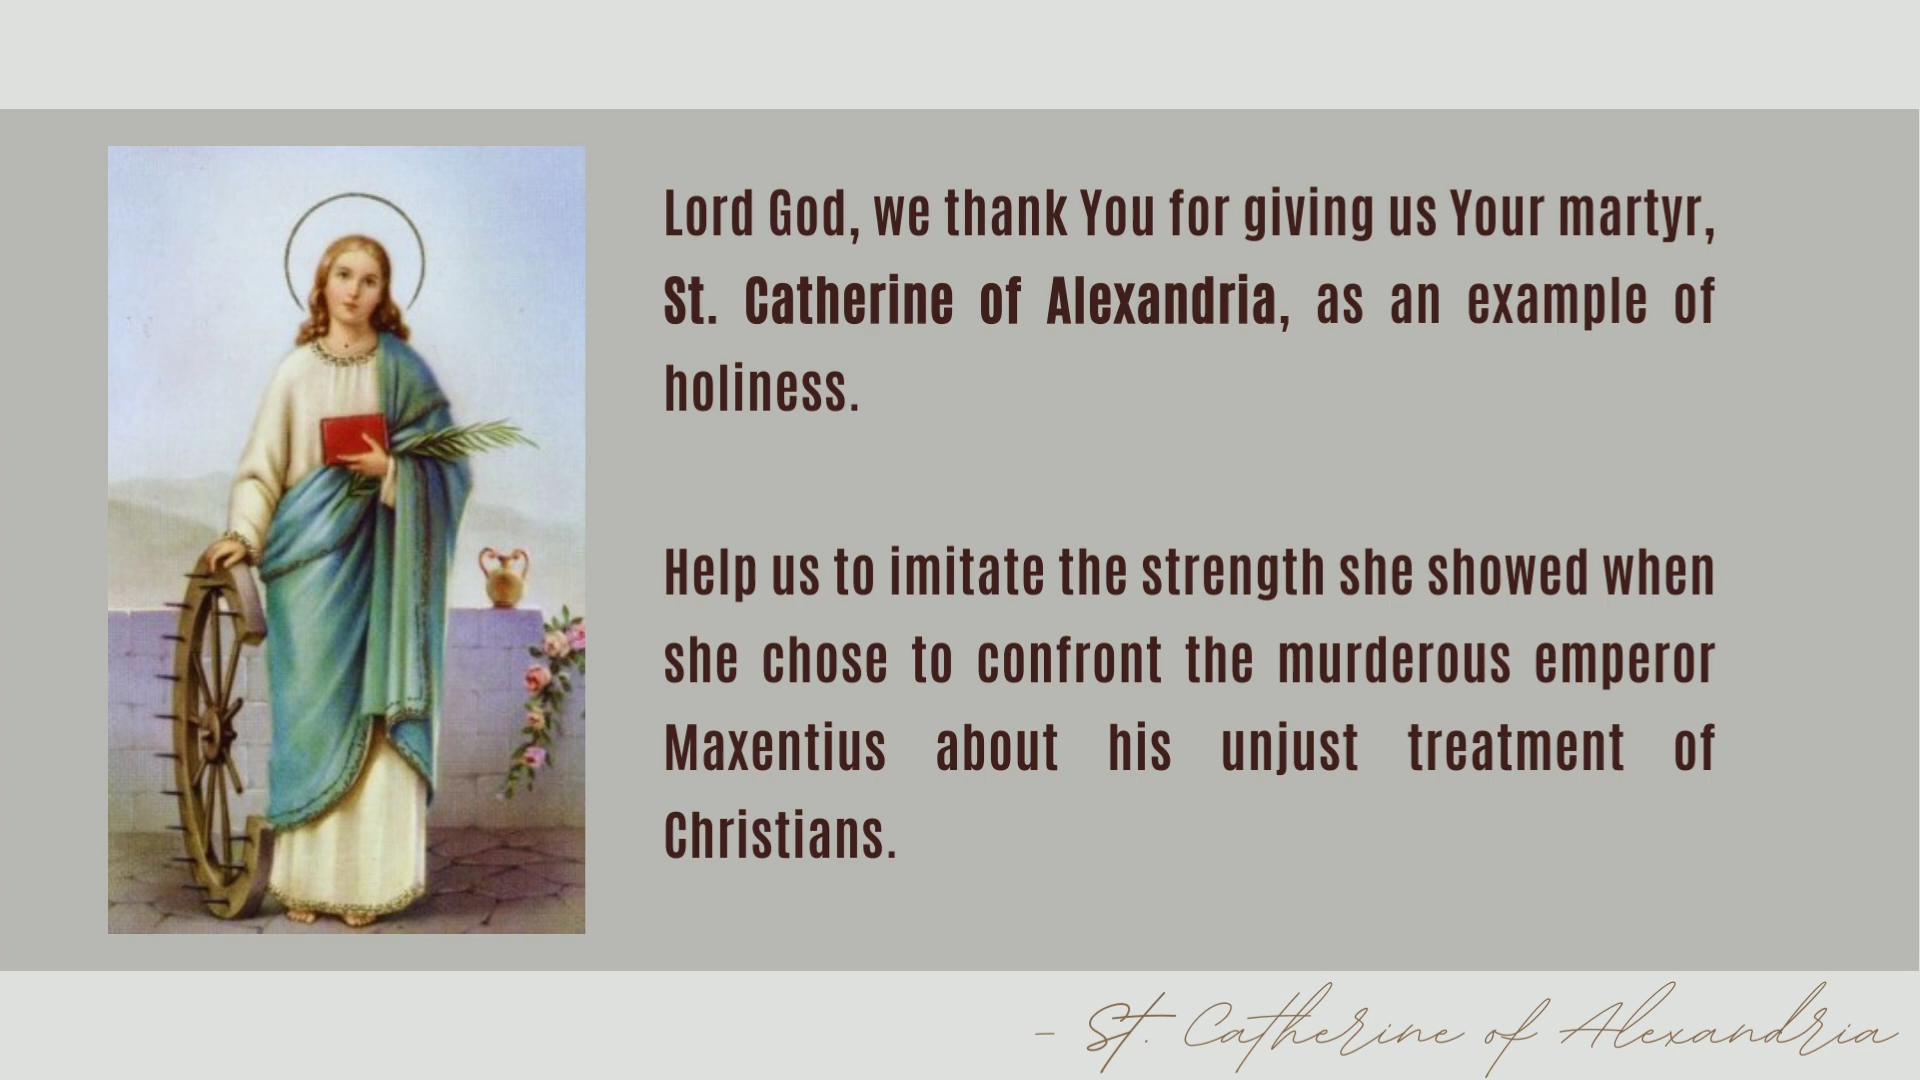 Lord God, we thank You for giving us Your martyr,
St. Catherine of Alexandria, as an example of
holiness.
Help us to imitate the strength she showed when
she chose to confront the murderous emperor
Maxentius about his unjust treatment of
Christians.
- St. Catherine of Alexandria